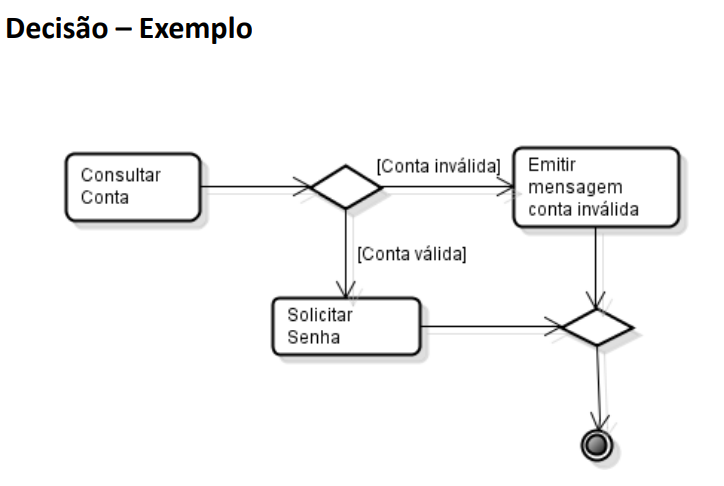 Decisão – Exemplo
Consultar
Conta
[Conta inválida]
Emitir
mensagem
conta inválida
[Conta válida]
Solicitar
Senha